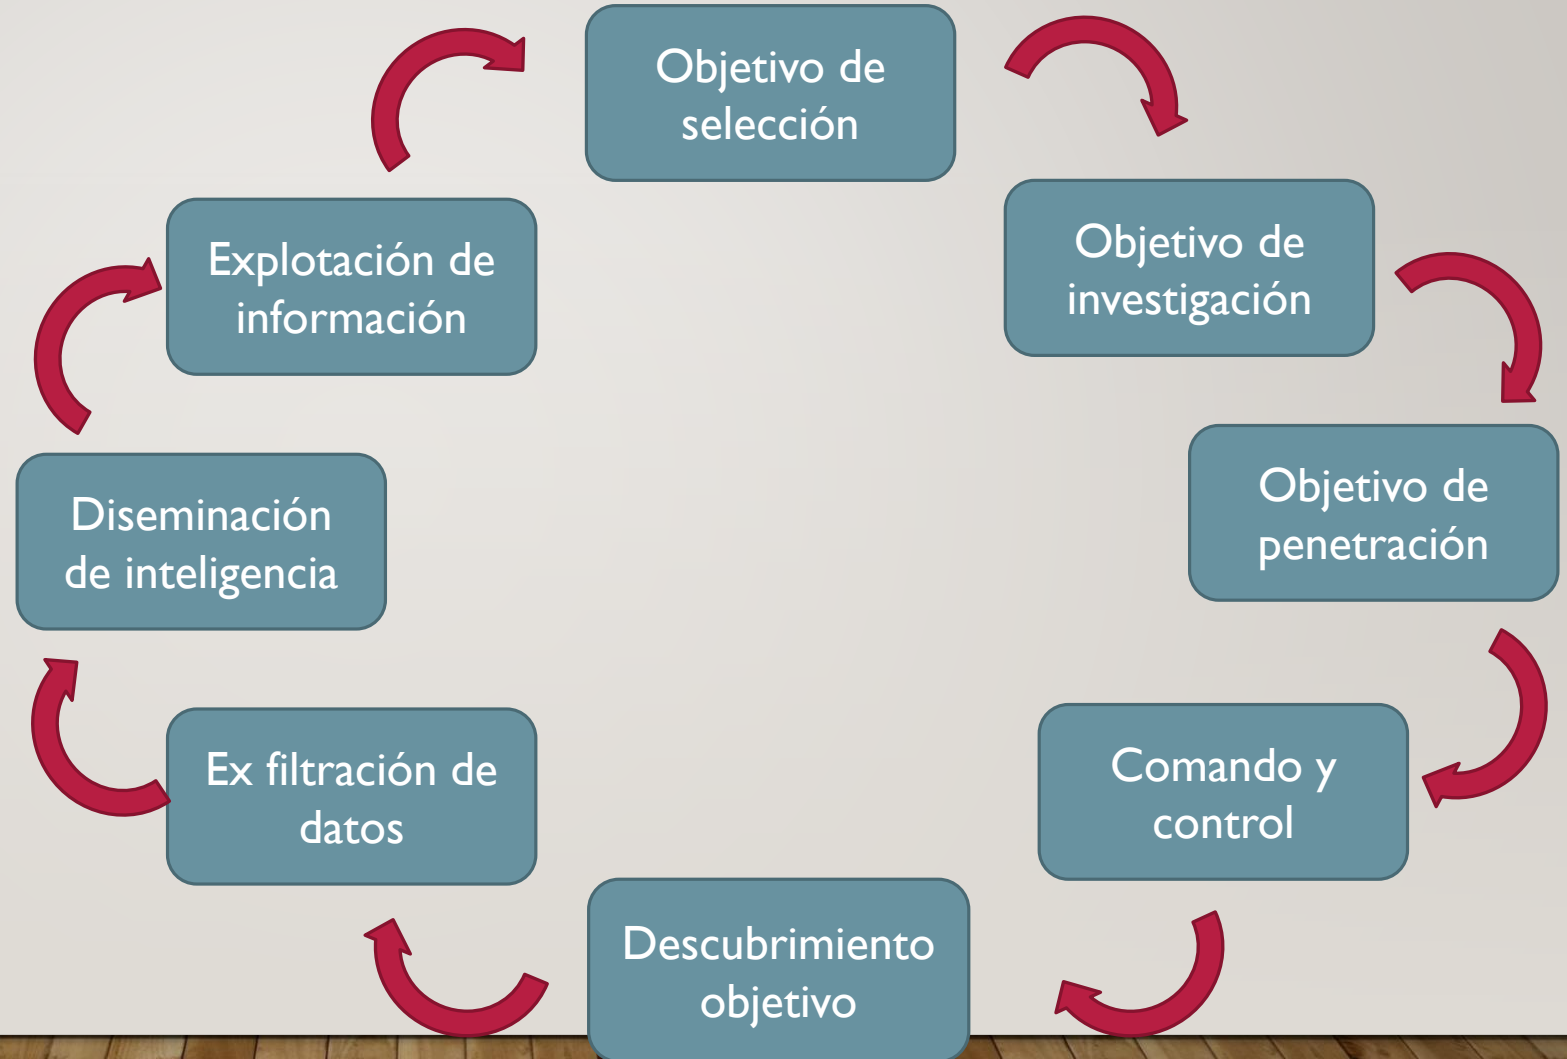 Objetivo de
selección
Objetivo de
investigación
Objetivo de
penetración
Comando y
control
Descubrimiento
objetivo
Ex filtración de
datos
Diseminación
de inteligencia
Explotación de
información